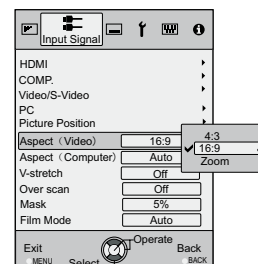 Input Signal
HDMI
COMP.
Video/S-Video
PC
Picture Position
Aspect（Video） 16:9
4:3
16:9
Zoom
Aspect（Computer） Auto
V-stretch Off
Over scan Off
Mask 5%
Film Mode Auto
Exit Operate Back
MENU Select BACK